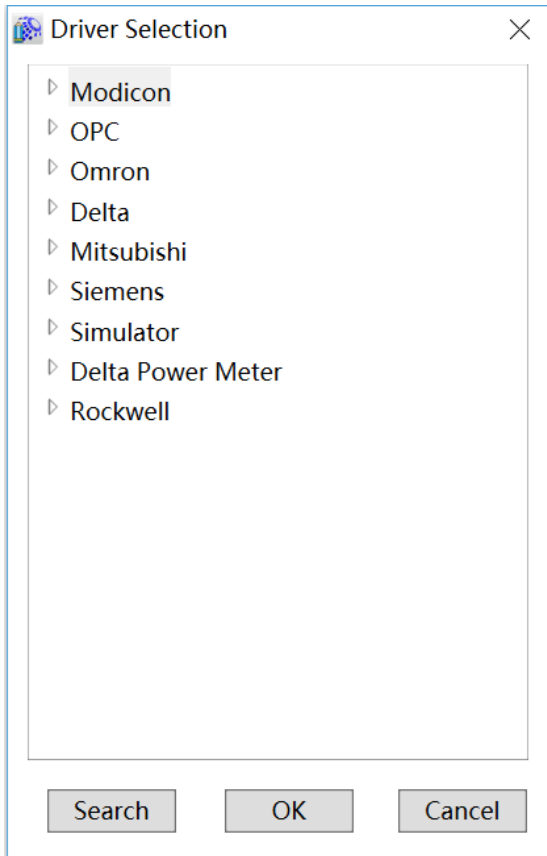 Driver Selection
Modicon
OPC
Omron
Delta
Mitsubishi
Siemens
Simulator
Delta Power Meter
Rockwell
Search OK Cancel